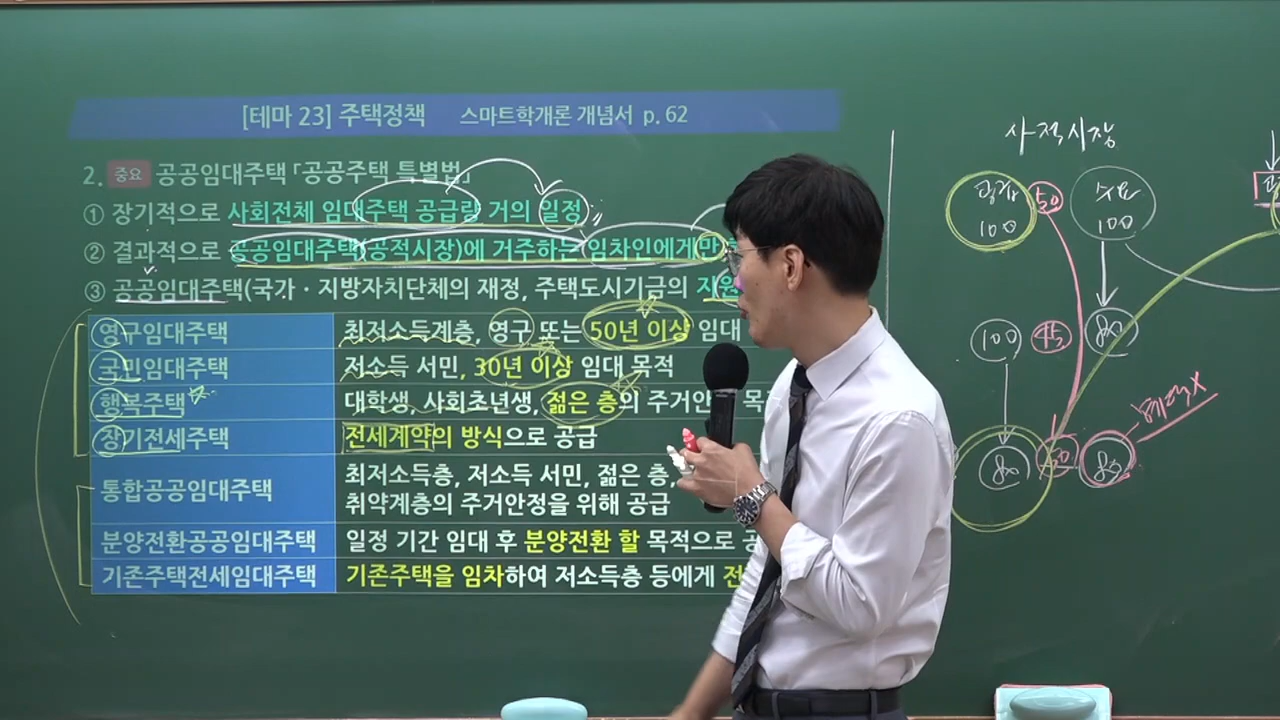 [테마 23] 주택정책 스마트학개론 개념서 p. 62
2. 중요 공공임대주택 「공공주택 특별법」
① 장기적으로 사회전체 임대주택 공급량 거의 일정
② 결과적으로 공공임대주택(공적시장)에 거주하는 임차인에게만
③ 공공임대주택(국가·지방자치단체의 재정, 주택도시기금의 지원
영구임대주택 최저소득계층, 영구 또는 50년 이상 임대
국민임대주택 저소득 서민, 30년 이상 임대 목적
행복주택 대학생, 사회초년생, 젊은 층의 주거안
장기전세주택 전세계약의 방식으로 공급
통합공공임대주택 최저소득층, 저소득 서민, 젊은 층,
취약계층의 주거안정을 위해 공급
분양전환공공임대주택 일정 기간 임대 후 분양전환 할 목적으로
기존주택전세임대주택 기존주택을 임차하여 저소득층 등에게 전
사적시장
공급 50 수요
100 100
100 45 80
80 50 80